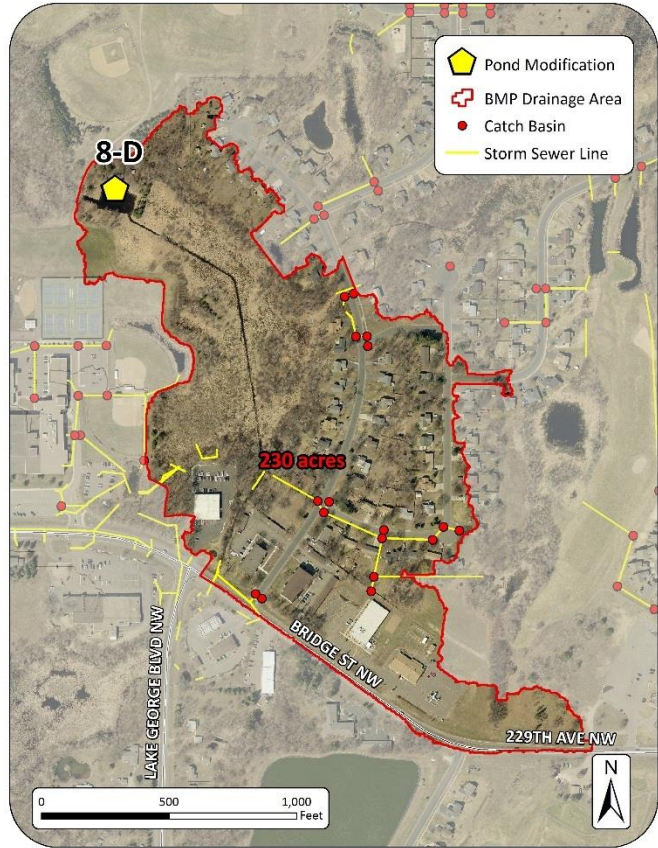 Pond Modification
BMP Drainage Area
Catch Basin
Storm Sewer Line
8-D
230 acres
BRIDGE ST NW
LAKE GEORGE BLVD NW
229TH AVE NW
N
0 500 1,000
Feet